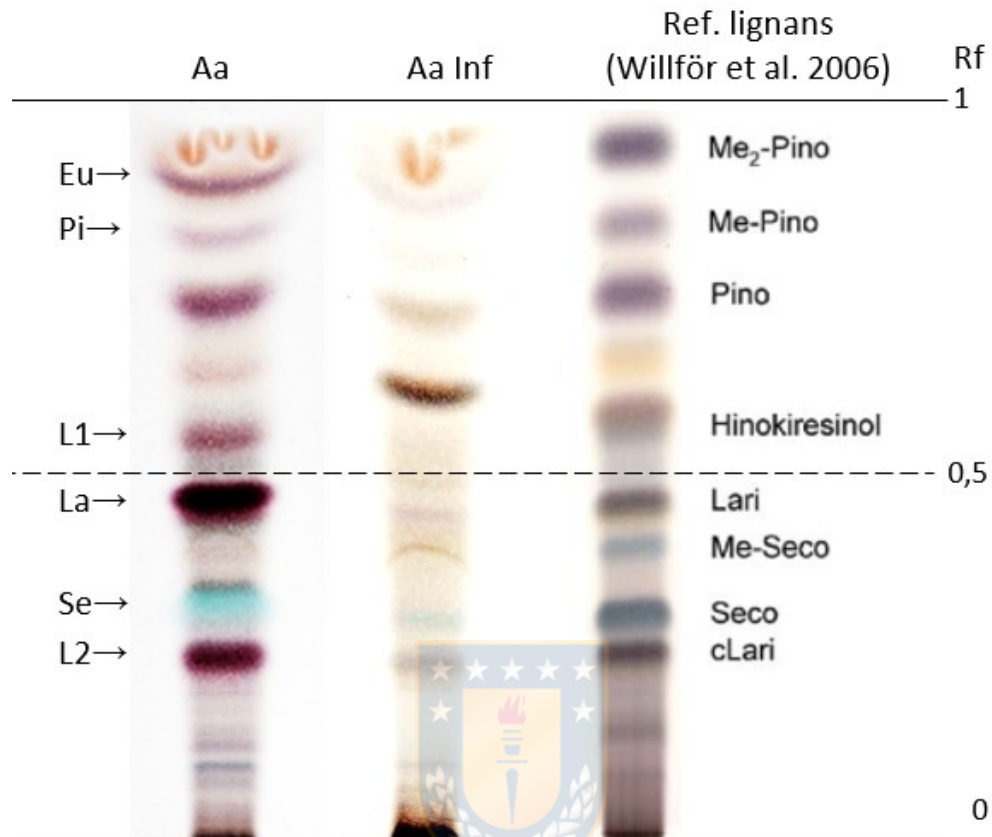 Ref. lignans
Aa
Aa Inf
(Willför et al. 2006)
Rf
1
Eu→
Me₂-Pino
Pi→
Me-Pino
Pino
L1→
Hinokiresinol
0,5
La→
Lari
Me-Seco
Se→
Seco
L2→
cLari
0